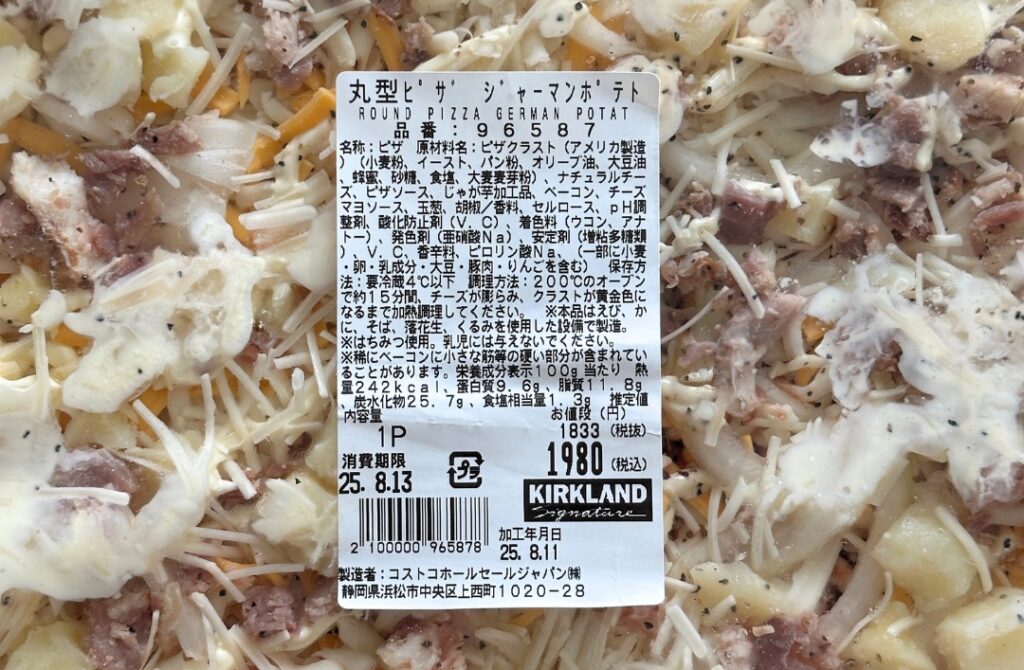 丸型ﾋﾟｻﾞ ｼﾞｬｰﾏﾝﾎﾟﾃﾄ
ROUND PIZZA GERMAN POTAT
品番:96587
名称:ピザ 原材料名:ピザクラスト(アメリカ製造
)(小麦粉、イースト、パン粉、オリーブ油、大豆油
、蜂蜜、砂糖、食塩、大麦麦芽粉)、ナチュラルチー
ズ、ピザソース、じゃが芋加工品、ベーコン、チーズ
マヨソース、玉葱、胡椒/香料、セルロース、pH調
整剤、酸化防止剤(V.C)、着色料(ウコン、アナ
トー)、発色剤(亜硝酸Na)、安定剤(増粘多糖類
)、V.C、香辛料、ピロリン酸Na、(一部に小麦
・卵・乳成分・大豆・豚肉・りんごを含む) 保存方
法:要冷蔵4℃以下 調理方法:200℃のオーブン
で約15分間、チーズが膨らみ、クラストが黄金色に
なるまで加熱調理してください。 ※本品はえび、か
に、そば、落花生、くるみを使用した設備で製造。
※はちみつ使用。乳児には与えないでください。
※稀にベーコンに小さな筋等の硬い部分が含まれてい
ることがあります。栄養成分表示100g当たり 熱
量242kcal、蛋白質9.6g、脂質11.8g
、炭水化物25.7g、食塩相当量1.3g 推定値
内容量 お値段(円)
1P 1833(税抜)
1980(税込)
消費期限
25.8.13
プラ
KIRKLAND
Signature
2 100000 965878
加工年月日
25.8.11
製造者:コストコホールセールジャパン㈱
静岡県浜松市中央区上西町1020-28